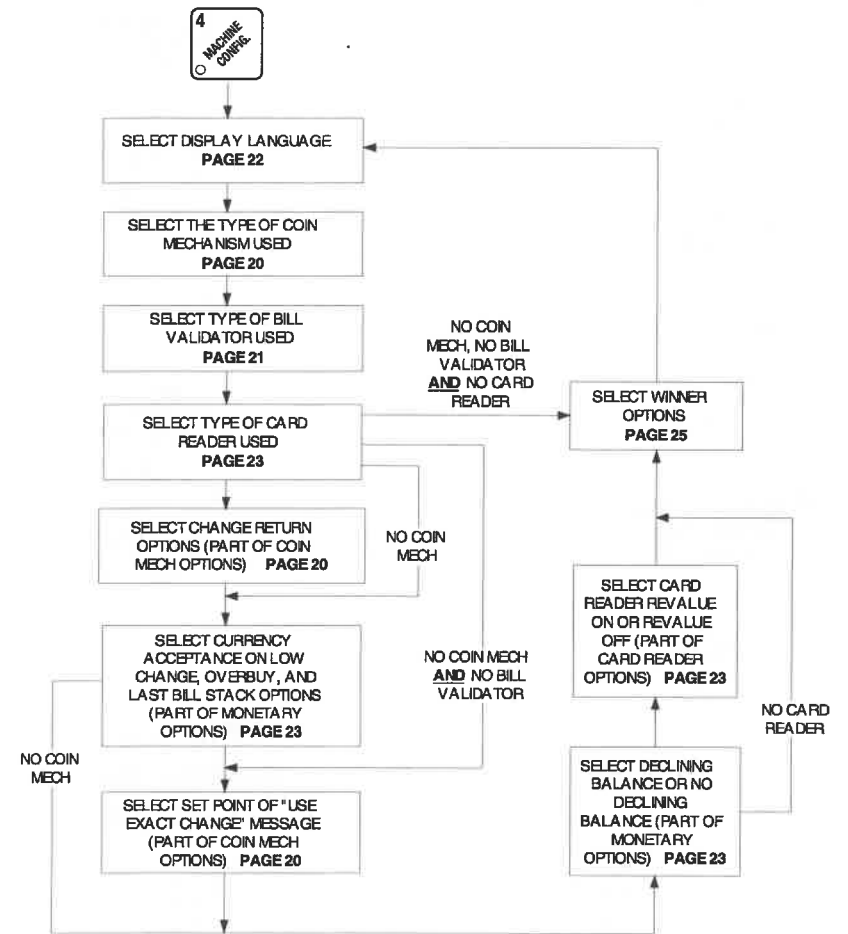 4
MACHINE
CONFIG.
SELECT DISPLAY LANGUAGE
PAGE 22
SELECT THE TYPE OF COIN
MECHANISM USED
PAGE 20
SELECT TYPE OF BILL
VALIDATOR USED
PAGE 21
SELECT TYPE OF CARD
READER USED
PAGE 23
NO COIN
MECH, NO BILL
VALIDATOR
AND NO CARD
READER
SELECT WINNER
OPTIONS
PAGE 25
SELECT CHANGE RETURN
OPTIONS (PART OF COIN
MECH OPTIONS) PAGE 20
NO COIN
MECH
SELECT CURRENCY
ACCEPTANCE ON LOW
CHANGE, OVERBUY, AND
LAST BILL STACK OPTIONS
(PART OF MONETARY
OPTIONS) PAGE 23
NO COIN MECH
AND NO BILL
VALIDATOR
SELECT CARD
READER REVALUE
ON OR REVALUE
OFF (PART OF
CARD READER
OPTIONS) PAGE 23
NO CARD
READER
NO COIN
MECH
SELECT SET POINT OF "USE
EXACT CHANGE" MESSAGE
(PART OF COIN MECH
OPTIONS) PAGE 20
SELECT DECLINING
BALANCE OR NO
DECLINING
BALANCE (PART OF
MONETARY
OPTIONS) PAGE 23